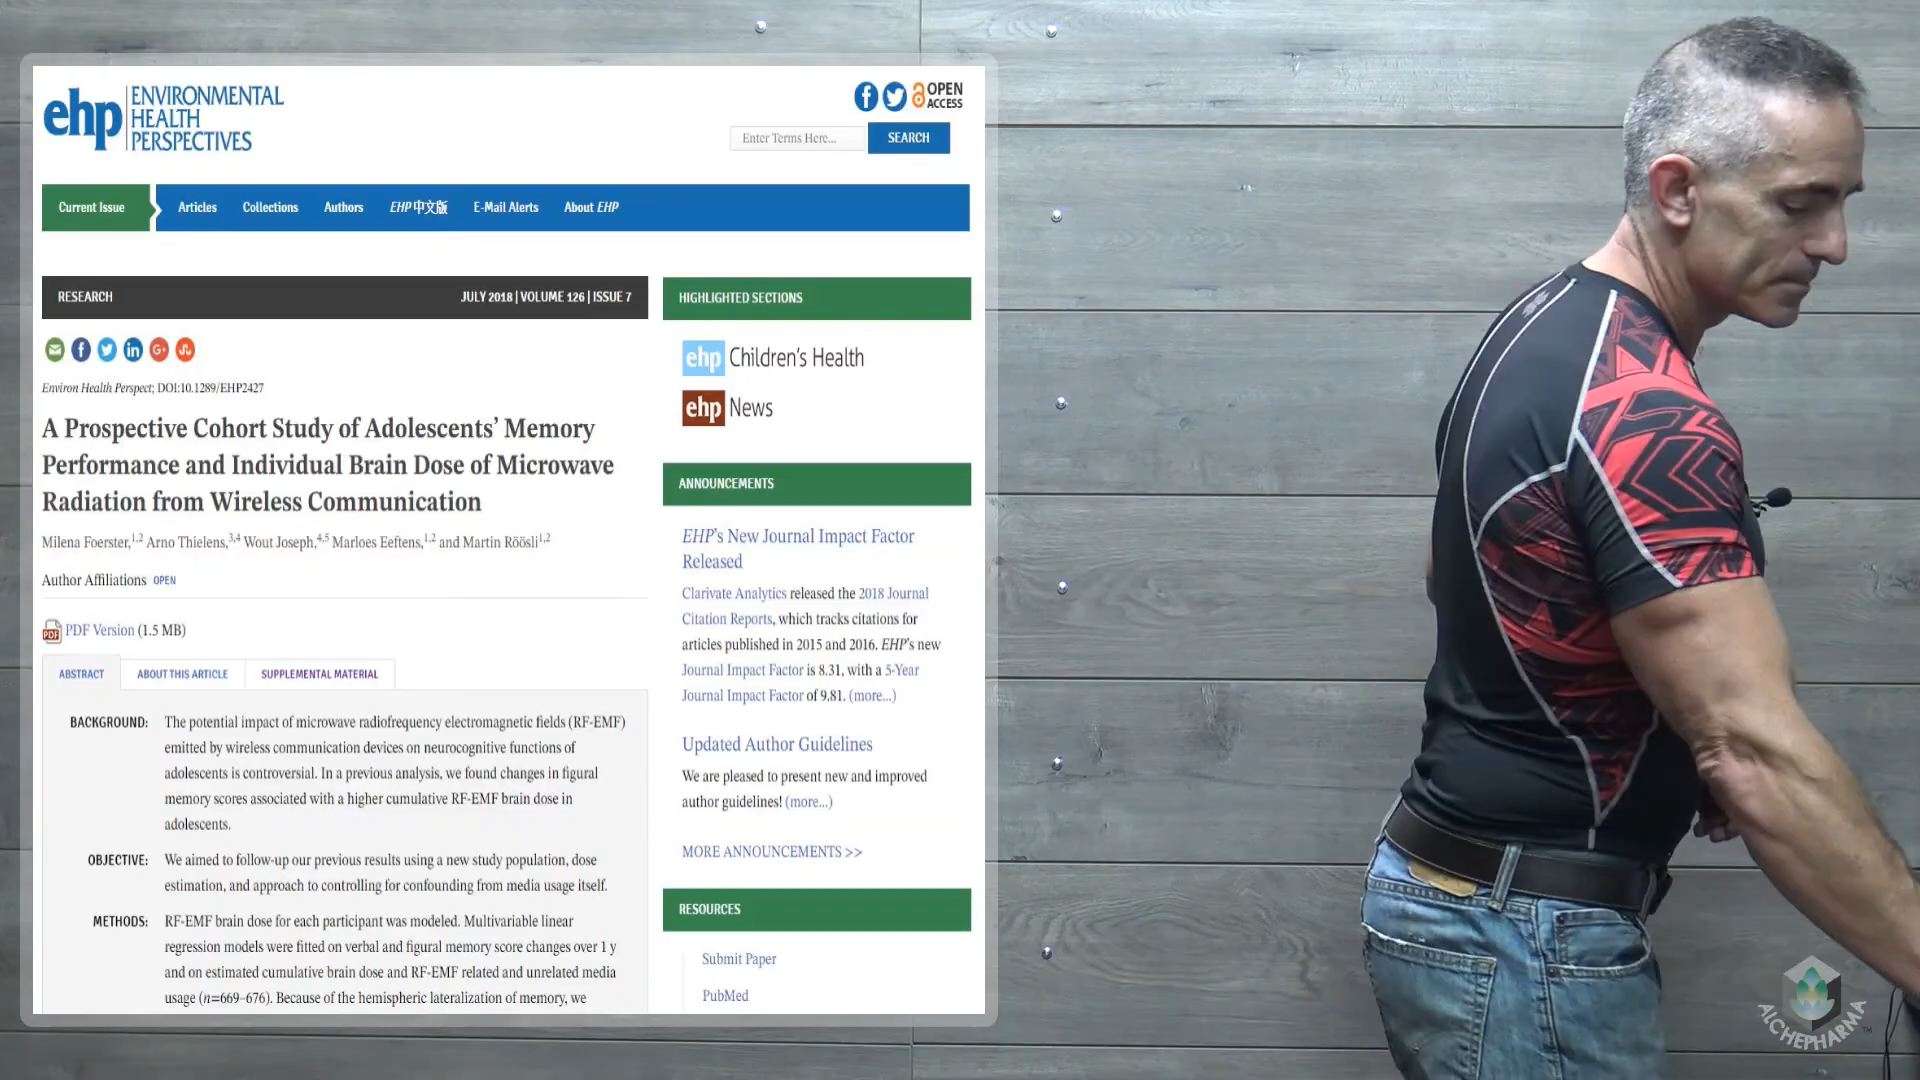 ehp ENVIRONMENTAL
HEALTH
PERSPECTIVES
OPEN
ACCESS
Enter Terms Here...
SEARCH
Current Issue
Articles
Collections
Authors
EHP 中文版
E-Mail Alerts
About EHP
RESEARCH
JULY 2018 | VOLUME 126 | ISSUE 7
Environ Health Perspect; DOI:10.1289/EHP2427
A Prospective Cohort Study of Adolescents’ Memory
Performance and Individual Brain Dose of Microwave
Radiation from Wireless Communication
Milena Foerster,1,2 Arno Thielens,3,4 Wout Joseph,4,5 Marloes Eeftens,1,2 and Martin Röösli1,2
Author Affiliations OPEN
PDF PDF Version (1.5 MB)
ABSTRACT
ABOUT THIS ARTICLE
SUPPLEMENTAL MATERIAL
BACKGROUND: The potential impact of microwave radiofrequency electromagnetic fields (RF-EMF)
emitted by wireless communication devices on neurocognitive functions of
adolescents is controversial. In a previous analysis, we found changes in figural
memory scores associated with a higher cumulative RF-EMF brain dose in
adolescents.
OBJECTIVE: We aimed to follow-up our previous results using a new study population, dose
estimation, and approach to controlling for confounding from media usage itself.
METHODS: RF-EMF brain dose for each participant was modeled. Multivariable linear
regression models were fitted on verbal and figural memory score changes over 1 y
and on estimated cumulative brain dose and RF-EMF related and unrelated media
usage (n=669–676). Because of the hemispheric lateralization of memory, we
HIGHLIGHTED SECTIONS
ehp Children's Health
ehp News
ANNOUNCEMENTS
EHP's New Journal Impact Factor
Released
Clarivate Analytics released the 2018 Journal
Citation Reports, which tracks citations for
articles published in 2015 and 2016. EHP's new
Journal Impact Factor is 8.31, with a 5-Year
Journal Impact Factor of 9.81. (more...)
Updated Author Guidelines
We are pleased to present new and improved
author guidelines! (more...)
MORE ANNOUNCEMENTS >>
RESOURCES
Submit Paper
PubMed
ALCHEPHARMA™